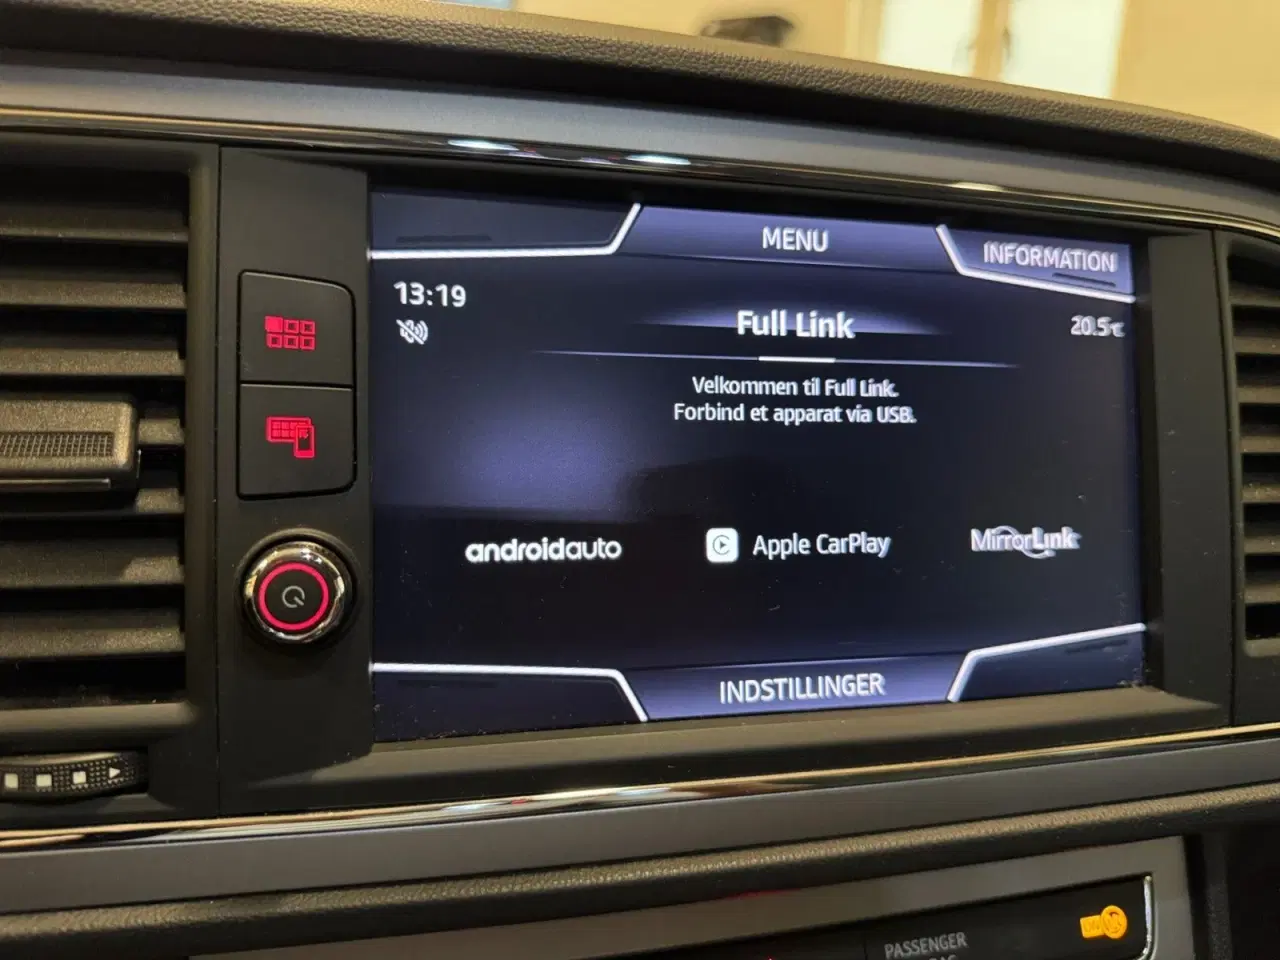 MENU
INFORMATION
13:19
Full Link
20.5°C
Velkommen til Full Link.
Forbind et apparat via USB.
androidauto
Apple CarPlay
MirrorLink
INDSTILLINGER
PASSENGER